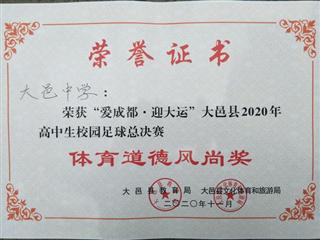 荣誉证书
大邑中学：
荣获“爱成都·迎大运”大邑县2020年
高中生校园足球总决赛
体育道德风尚奖
大邑县教育局 大邑县文化体育和旅游局
二〇二〇年十一月